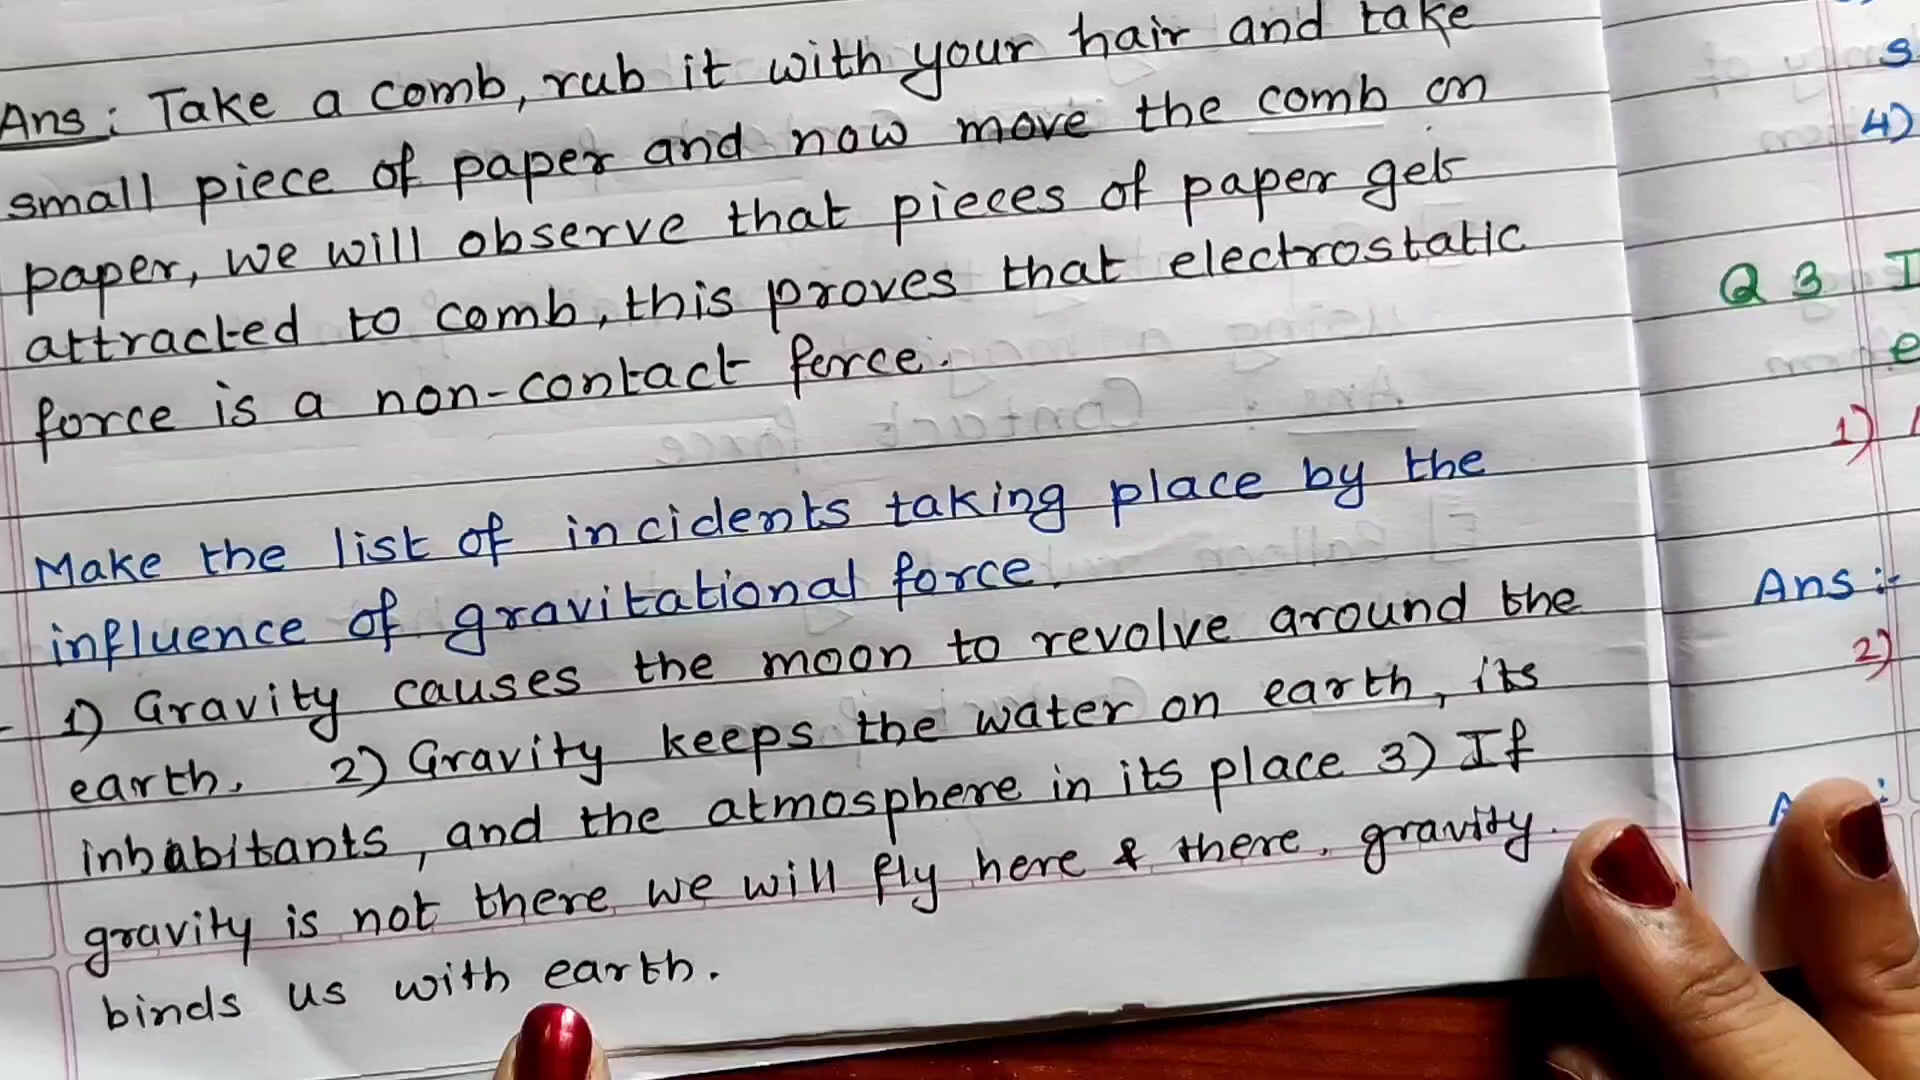 Ans: Take a comb, rub it with your hair and take
small piece of paper and now move the comb on
paper, we will observe that pieces of paper gets
attracted to comb, this proves that electrostatic
force is a non-contact force.
Make the list of incidents taking place by the
influence of gravitational force.
1) Gravity causes the moon to revolve around the
earth. 2) Gravity keeps the water on earth, its
inhabitants, and the atmosphere in its place 3) If
gravity is not there we will fly here & there. gravity
binds us with earth.
s
4)
Q 3 I
e
1)
Ans :-
2)